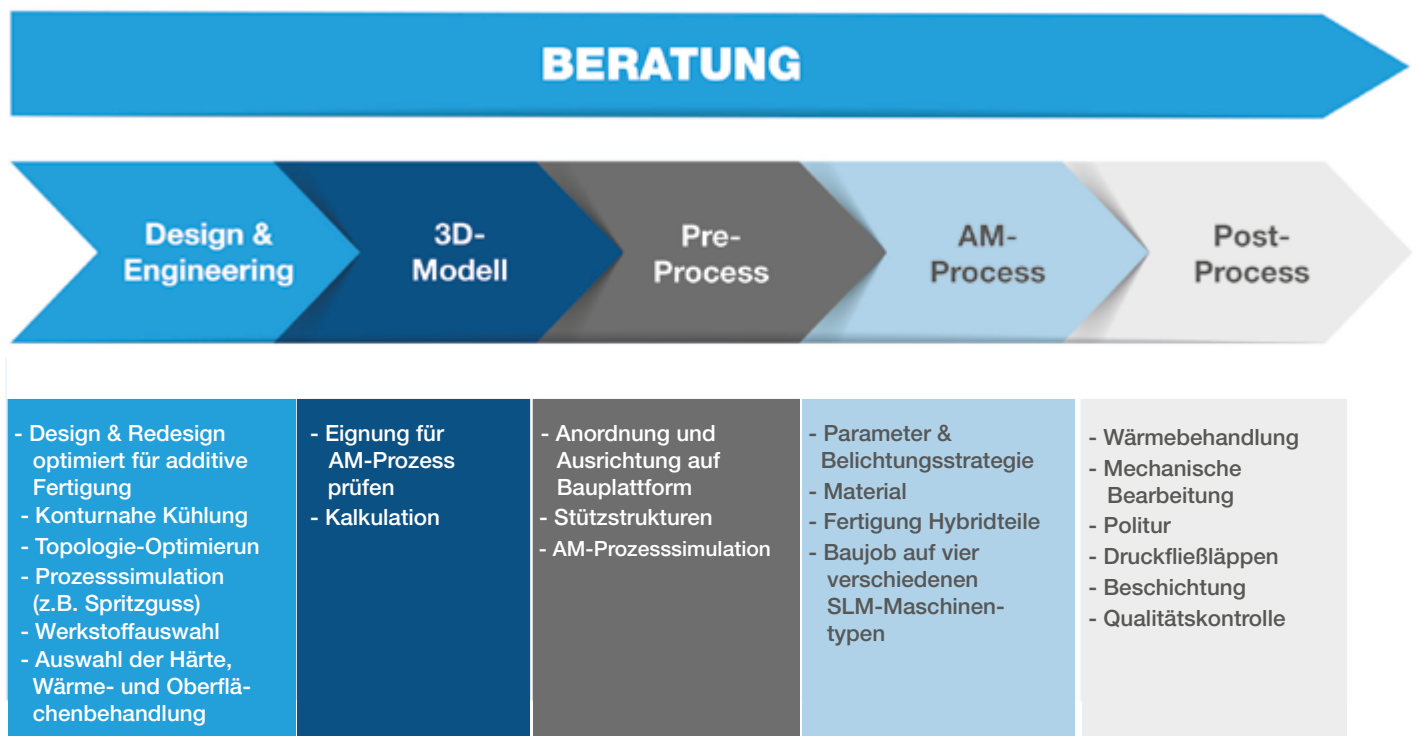 BERATUNG
Design &
Engineering
3D-
Modell
Pre-
Process
AM-
Process
Post-
Process
- Design & Redesign
optimiert für additive
Fertigung
- Konturnahe Kühlung
- Topologie-Optimierun
- Prozesssimulation
(z.B. Spritzguss)
- Werkstoffauswahl
- Auswahl der Härte,
Wärme- und Oberflä-
chenbehandlung
- Eignung für
AM-Prozess
prüfen
- Kalkulation
- Anordnung und
Ausrichtung auf
Bauplattform
- Stützstrukturen
- AM-Prozesssimulation
- Parameter &
Belichtungsstrategie
- Material
- Fertigung Hybridteile
- Baujob auf vier
verschiedenen
SLM-Maschinen-
typen
- Wärmebehandlung
- Mechanische
Bearbeitung
- Politur
- Druckfließläppen
- Beschichtung
- Qualitätskontrolle